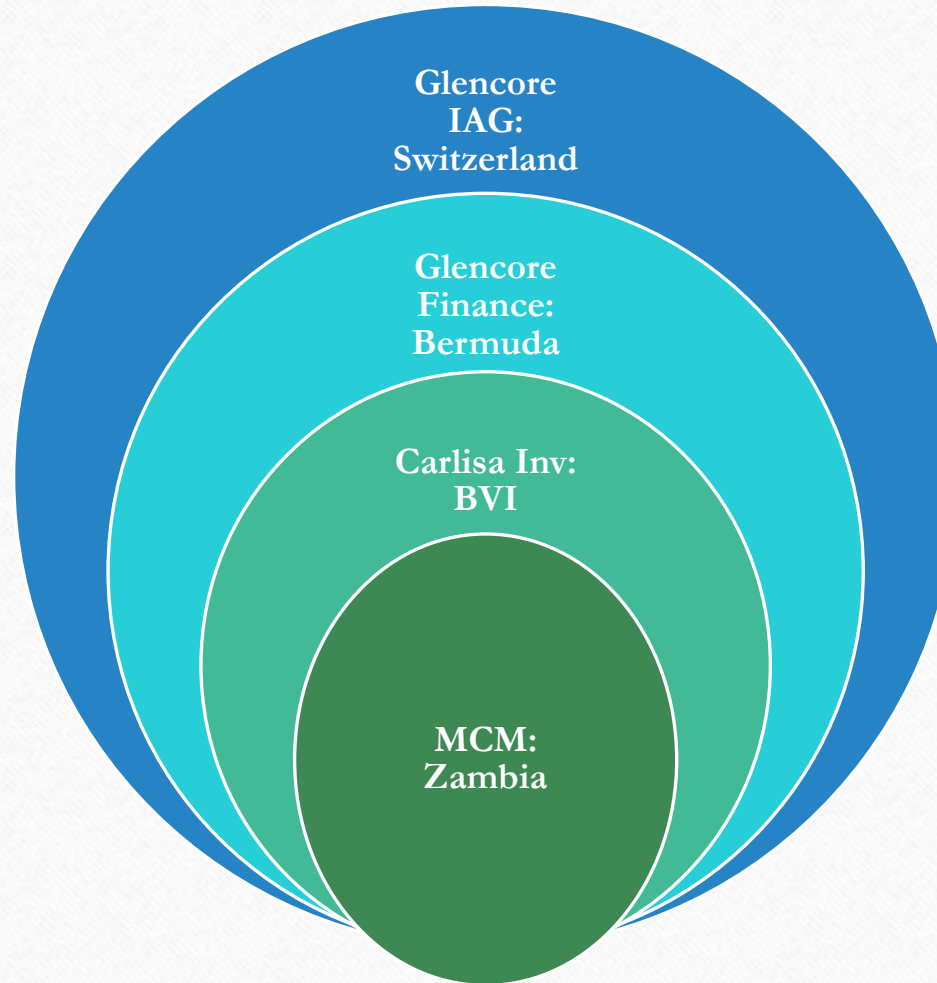 Glencore
IAG:
Switzerland
Glencore
Finance:
Bermuda
Carlisa Inv:
BVI
MCM:
Zambia